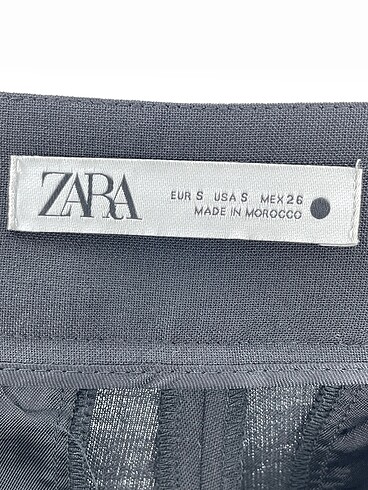 ZARA
EUR S USA S MEX 26
MADE IN MOROCCO